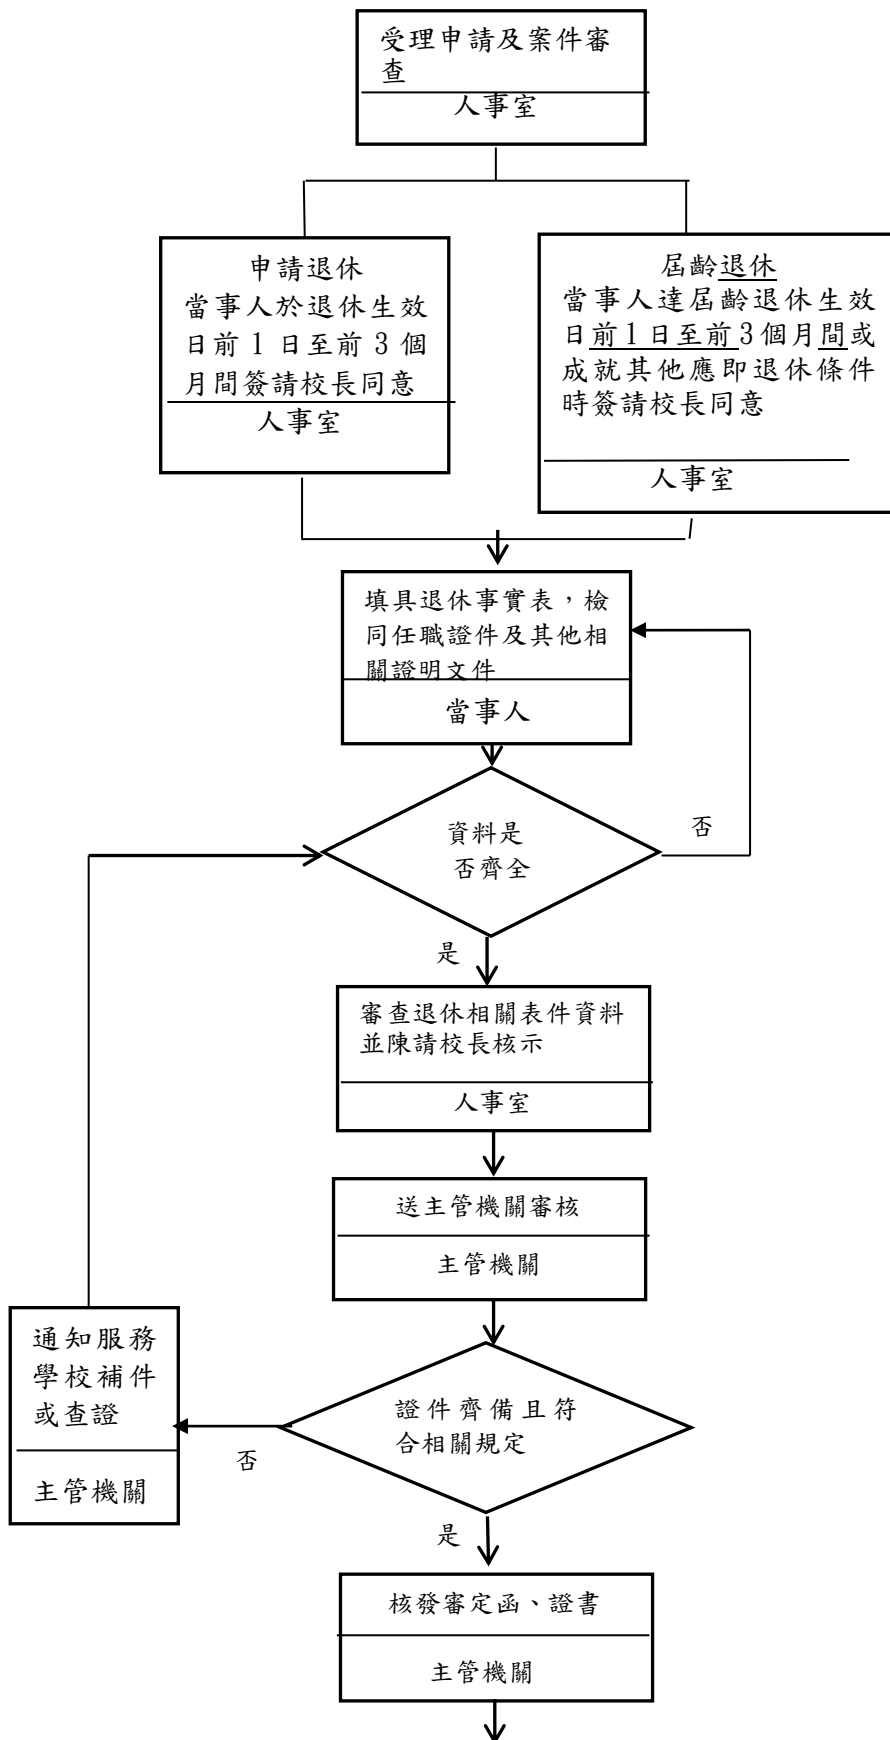 受理申請及案件審
查
人事室
申請退休
當事人於退休生效
日前 1 日至前 3 個
月間簽請校長同意
人事室
屆齡退休
當事人達屆齡退休生效
日前 1 日至前 3 個月間或
成就其他應即退休條件
時簽請校長同意
人事室
填具退休事實表，檢
同任職證件及其他相
關證明文件
當事人
資料是
否齊全
否
是
審查退休相關表件資料
並陳請校長核示
人事室
送主管機關審核
主管機關
通知服務
學校補件
或查證
主管機關
證件齊備且符
合相關規定
否
是
核發審定函、證書
主管機關